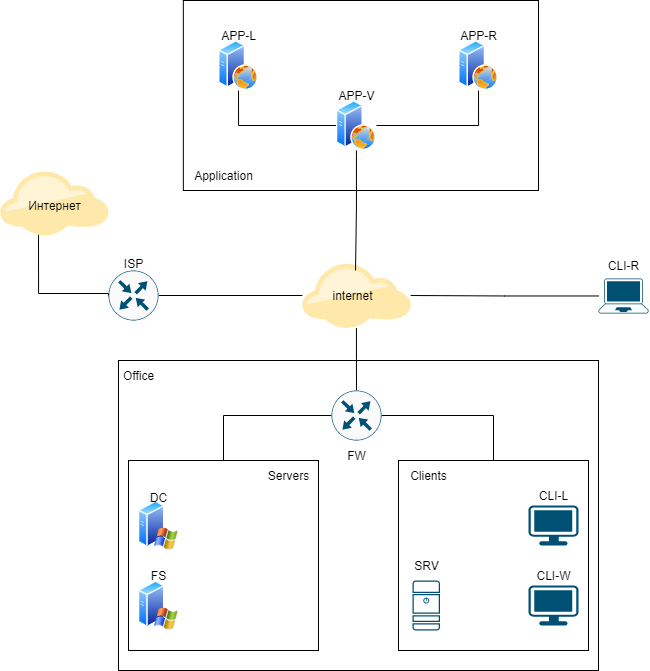 APP-L
APP-R
APP-V
Application
Интернет
ISP
internet
CLI-R
Office
FW
Servers
Clients
DC
CLI-L
FS
SRV
CLI-W